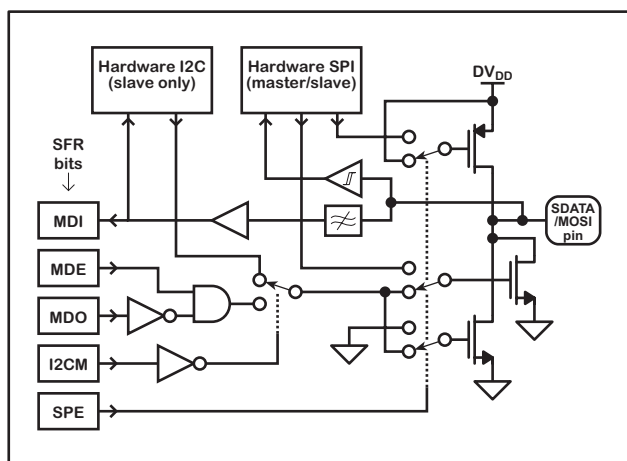 Hardware I2C
(slave only)
Hardware SPI
(master/slave)
DVDD
SFR
bits
MDI
MDE
MDO
I2CM
SPE
SDATA
/MOSI
pin